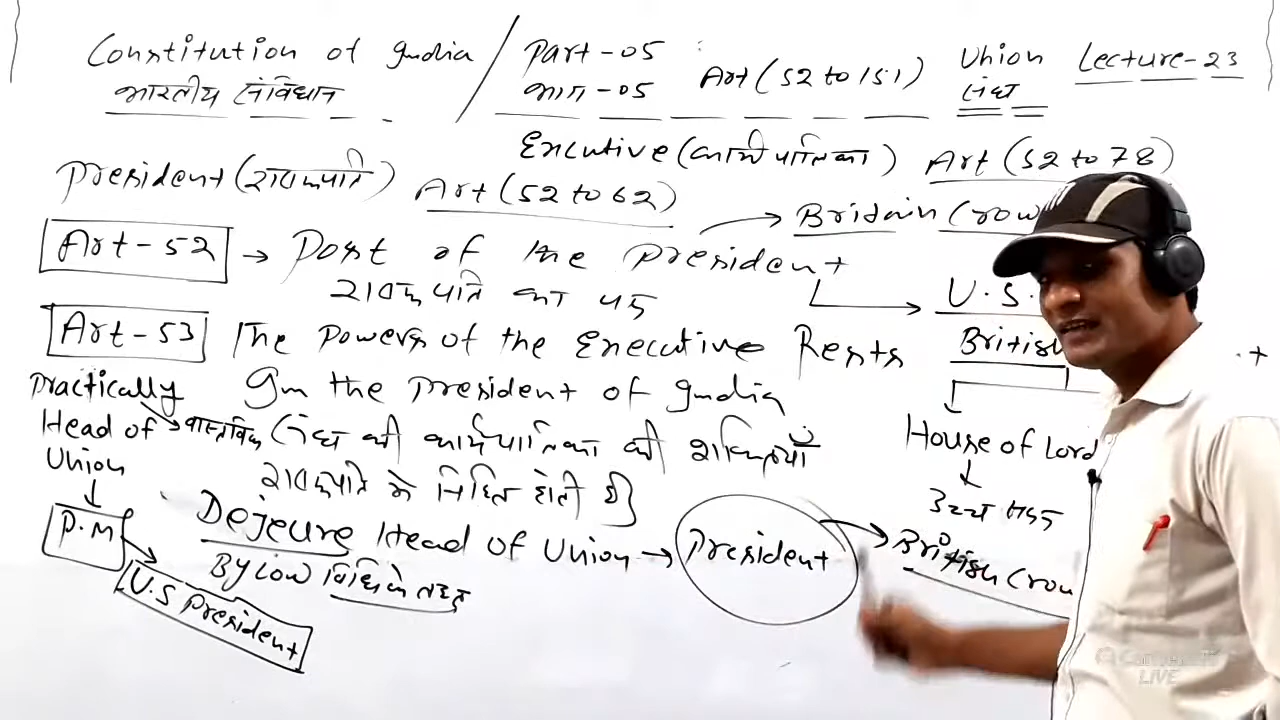 Constitution of India / Part-05 Art (52 to 151) Union Lecture-23
भारतीय संविधान भाग-05 संघ
Executive (कार्यपालिका) Art (52 to 78)
President (राष्ट्रपति) Art (52 to 62)
Britain Crow
Art-52 → Post of the President
U.S.
राष्ट्रपति का पद
Art-53 The Powers of the Executive Rests
British
Practically In the President of India
Head of वास्तविक (संघ की कार्यपालिका की शक्तियाँ
House of Lord
Union राष्ट्रपति में निहित होती है)
उच्च सदन
P.M Dejeure Head of Union → President
British Crow
By Low विधि के तहत
U.S President
LIVE